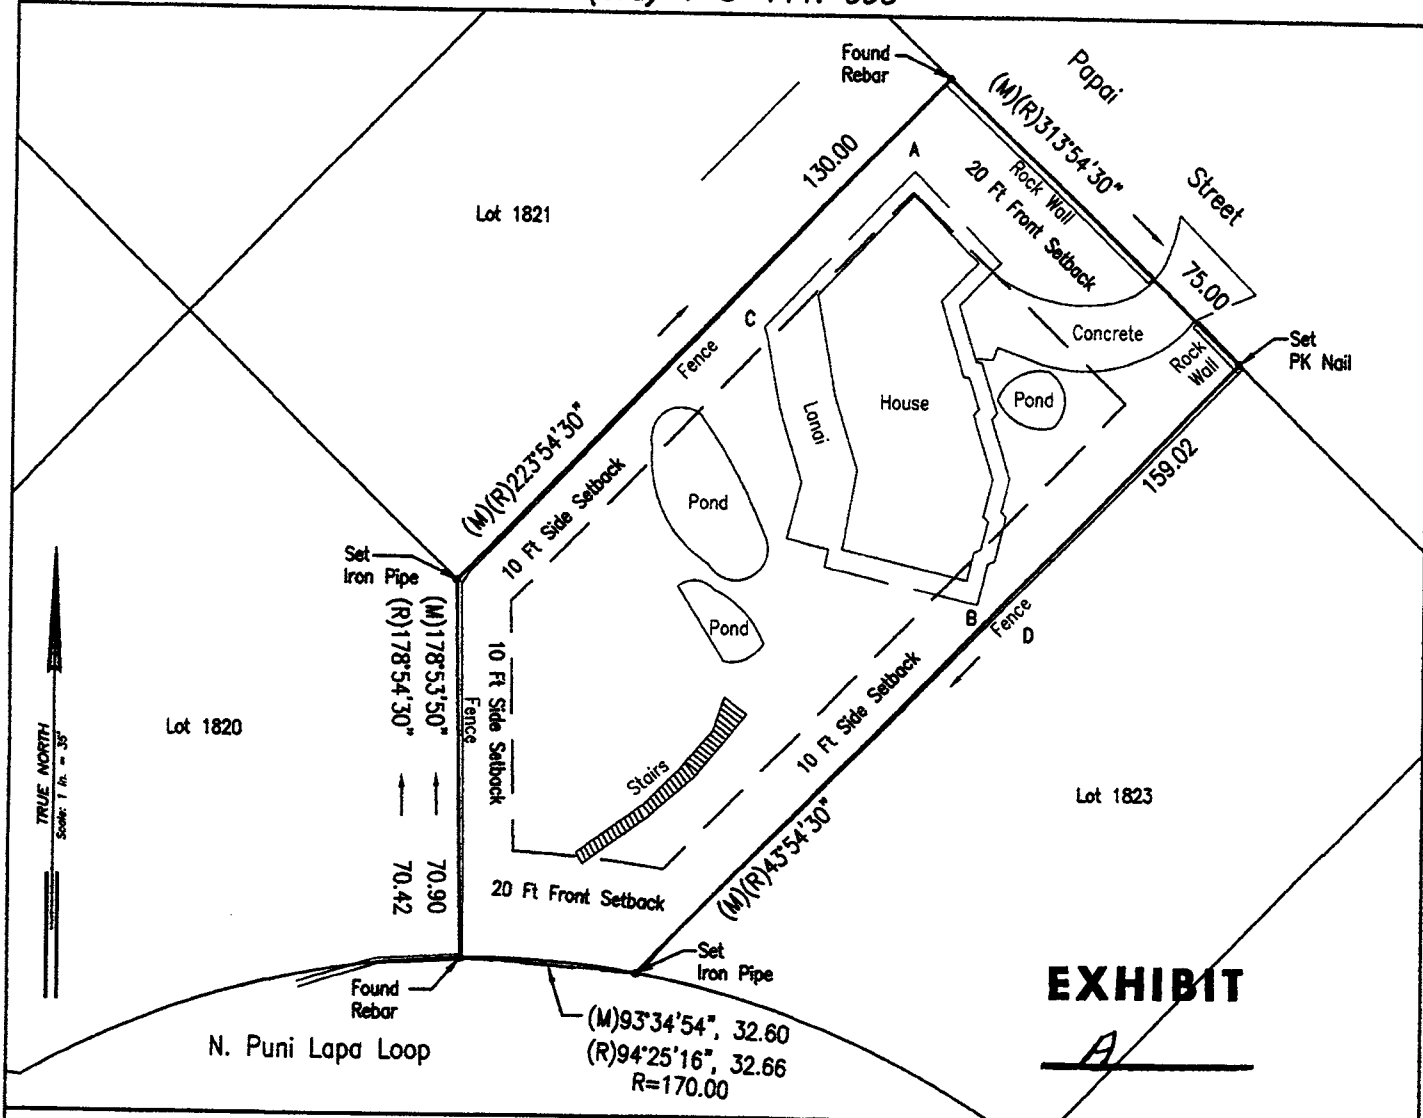 Found
Rebar
Papai
Street
(M)(R)313°54'30"
Rock Wall
20 Ft Front Setback
130.00
A
75.00
Lot 1821
C
Fence
Concrete
Rock
Wall
Set
PK Nail
House
Lanai
Pond
Pond
Pond
(M)(R)223°54'30"
10 Ft Side Setback
159.02
Set
Iron Pipe
B
Fence
D
(M)178°53'50"
(R)178°54'30"
70.90
70.42
Fence
10 Ft Side Setback
10 Ft Side Setback
Stairs
Lot 1820
Lot 1823
TRUE NORTH
Scale: 1 in. = 35'
(M)(R)43°54'30"
20 Ft Front Setback
Set
Iron Pipe
Found
Rebar
N. Puni Lapa Loop
(M)93°34'54", 32.60
(R)94°25'16", 32.66
R=170.00
EXHIBIT
A